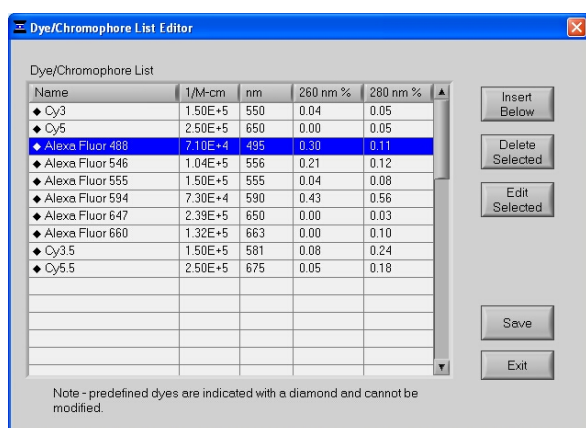 Dye/Chromophore List Editor
Dye/Chromophore List
Name 1/M-cm nm 260 nm % 280 nm %
◆ Cy3 1.50E+5 550 0.04 0.05
◆ Cy5 2.50E+5 650 0.00 0.05
◆ Alexa Fluor 488 7.10E+4 495 0.30 0.11
◆ Alexa Fluor 546 1.04E+5 556 0.21 0.12
◆ Alexa Fluor 555 1.50E+5 555 0.04 0.08
◆ Alexa Fluor 594 7.30E+4 590 0.43 0.56
◆ Alexa Fluor 647 2.39E+5 650 0.00 0.03
◆ Alexa Fluor 660 1.32E+5 663 0.00 0.10
◆ Cy3.5 1.50E+5 581 0.08 0.24
◆ Cy5.5 2.50E+5 675 0.05 0.18
Insert
Below
Delete
Selected
Edit
Selected
Save
Exit
Note - predefined dyes are indicated with a diamond and cannot be
modified.